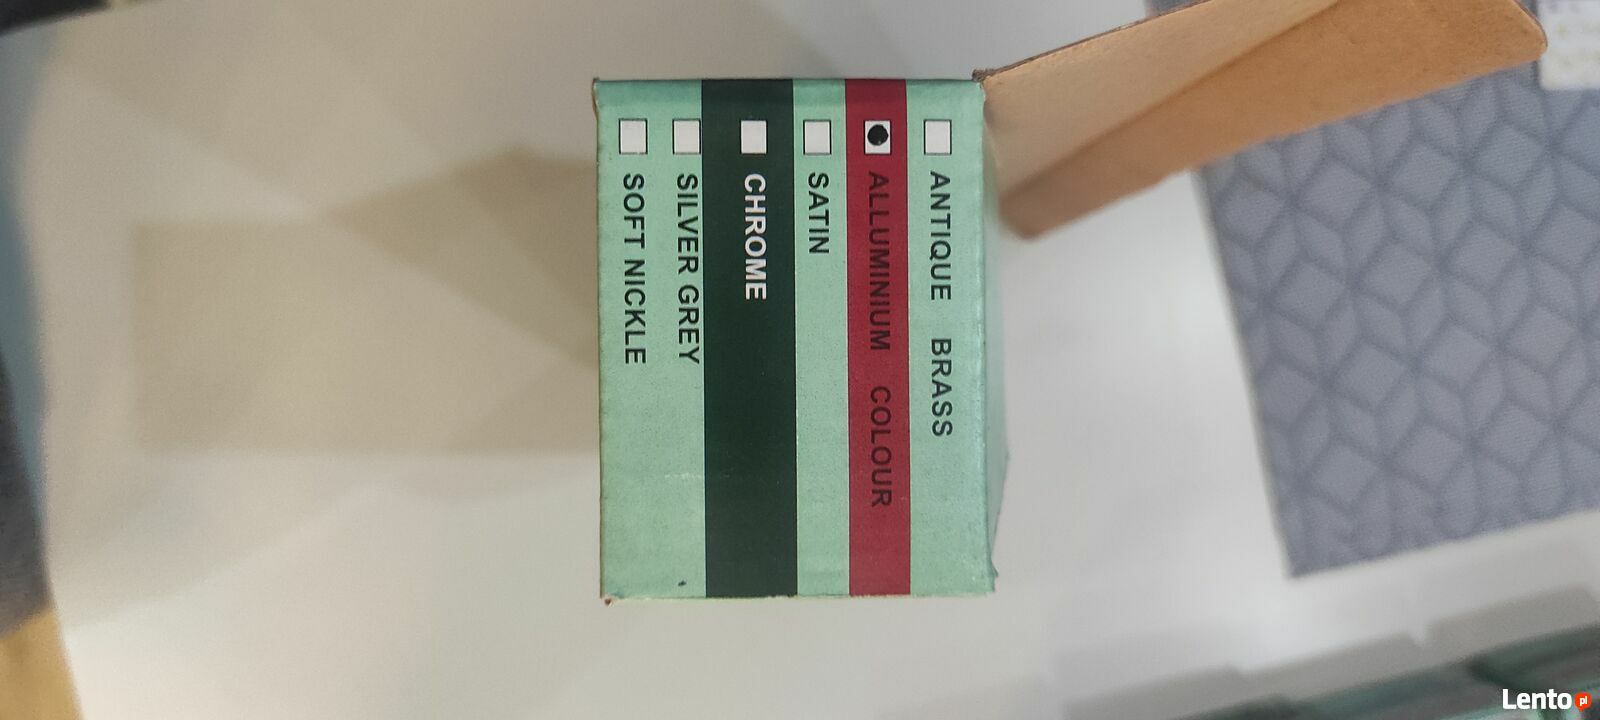 ANTIQUE BRASS
ALLUMINIUM COLOUR
SATIN
CHROME
SILVER GREY
SOFT NICKLE
Lento.pl